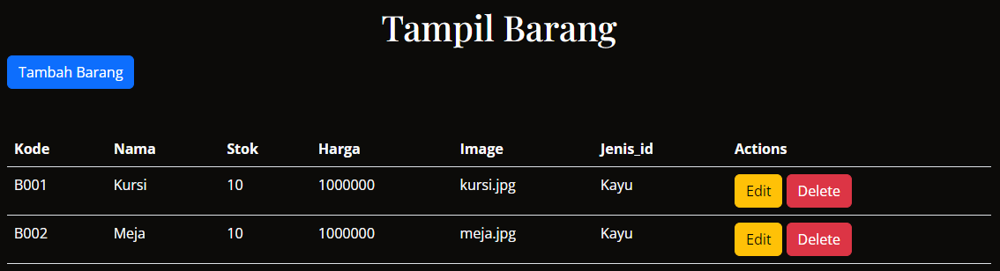 Tampil Barang
Tambah Barang
Kode Nama Stok Harga Image Jenis_id Actions
B001 Kursi 10 1000000 kursi.jpg Kayu Edit Delete
B002 Meja 10 1000000 meja.jpg Kayu Edit Delete